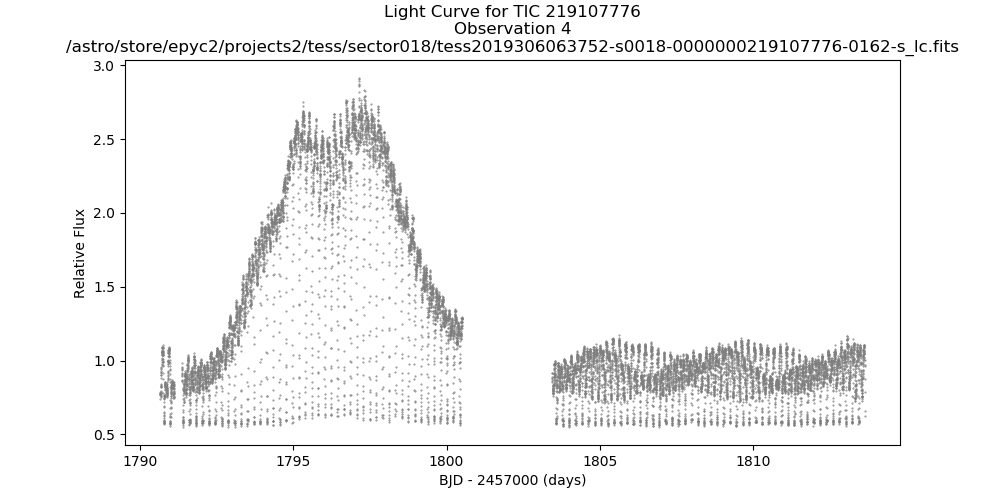 Light Curve for TIC 219107776
Observation 4
/astro/store/epyc2/projects2/tess/sector018/tess2019306063752-s0018-0000000219107776-0162-s_lc.fits
3.0
2.5
2.0
1.5
1.0
0.5
Relative Flux
1790
1795
1800
1805
1810
BJD - 2457000 (days)